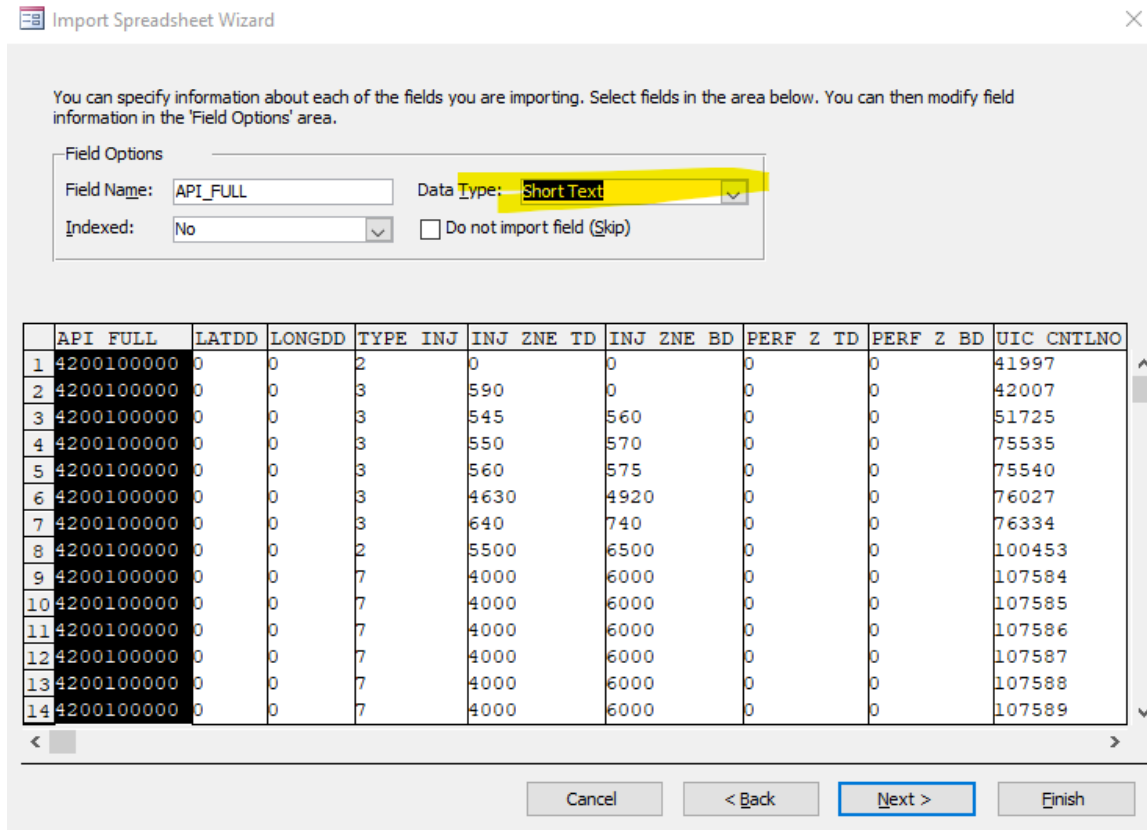 Import Spreadsheet Wizard
You can specify information about each of the fields you are importing. Select fields in the area below. You can then modify field
information in the 'Field Options' area.
Field Options
Field Name: API_FULL Data Type: Short Text
Indexed: No Do not import field (Skip)
API FULL LATDD LONGDD TYPE INJ INJ ZNE TD INJ ZNE BD PERF Z TD PERF Z BD UIC CNTLNO
1 4200100000 0 0 2 0 0 0 0 41997
2 4200100000 0 0 3 590 0 0 0 42007
3 4200100000 0 0 3 545 560 0 0 51725
4 4200100000 0 0 3 550 570 0 0 75535
5 4200100000 0 0 3 560 575 0 0 75540
6 4200100000 0 0 3 4630 4920 0 0 76027
7 4200100000 0 0 3 640 740 0 0 76334
8 4200100000 0 0 2 5500 6500 0 0 100453
9 4200100000 0 0 7 4000 6000 0 0 107584
10 4200100000 0 0 7 4000 6000 0 0 107585
11 4200100000 0 0 7 4000 6000 0 0 107586
12 4200100000 0 0 7 4000 6000 0 0 107587
13 4200100000 0 0 7 4000 6000 0 0 107588
14 4200100000 0 0 7 4000 6000 0 0 107589
Cancel < Back Next > Finish